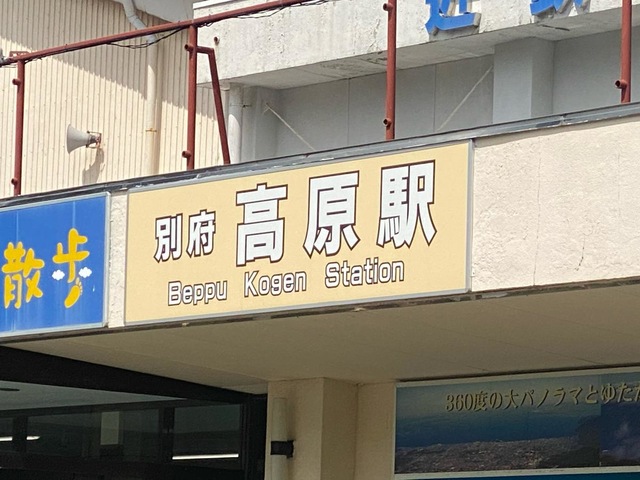 散歩
別府 高原駅
Beppu Kogen Station
360度の大パノラマとゆた